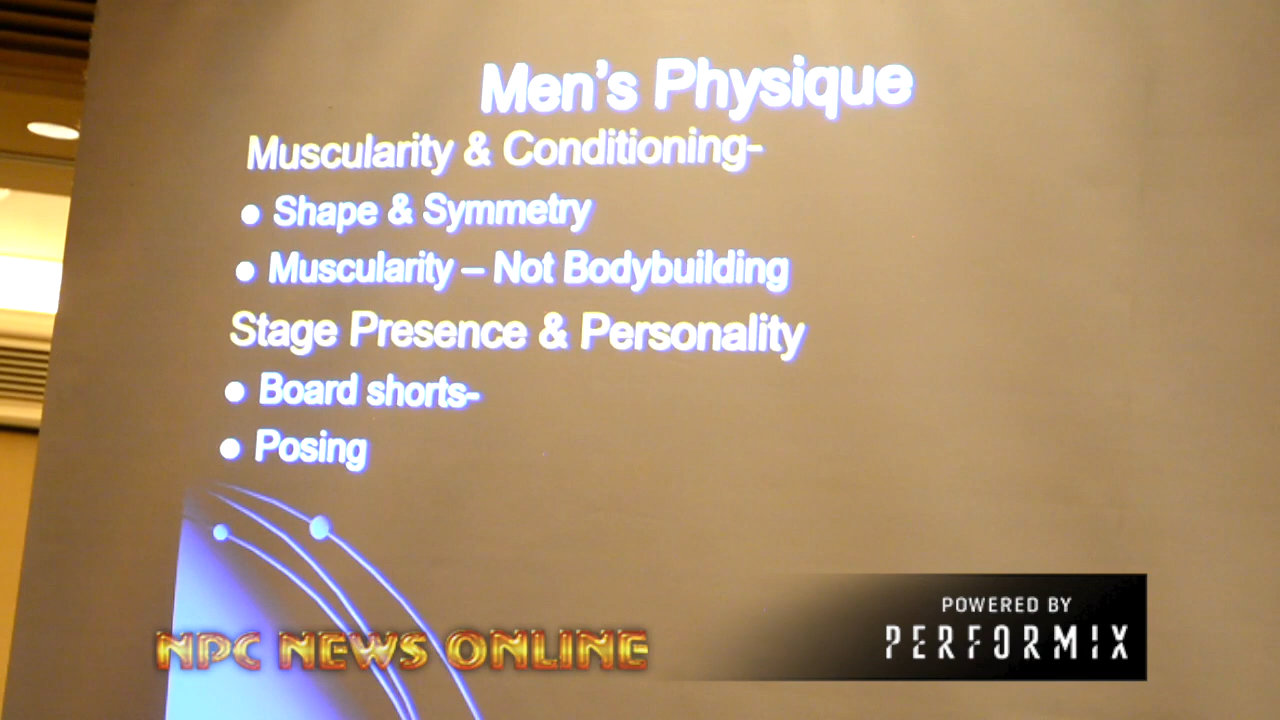 Men's Physique
Muscularity & Conditioning-
● Shape & Symmetry
● Muscularity – Not Bodybuilding
Stage Presence & Personality
● Board shorts-
● Posing
NPC NEWS ONLINE
POWERED BY
PERFORMIX